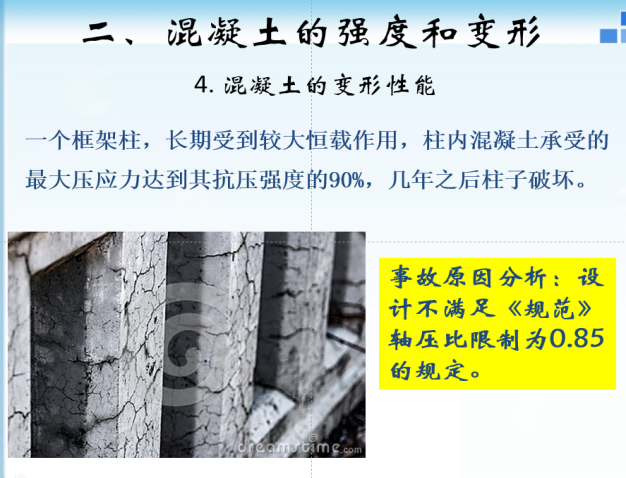 二、混凝土的强度和变形
4. 混凝土的变形性能
一个框架柱，长期受到较大恒载作用，柱内混凝土承受的
最大压应力达到其抗压强度的90%，几年之后柱子破坏。
事故原因分析：设
计不满足《规范》
轴压比限制为0.85
的规定。
dreamstime.com